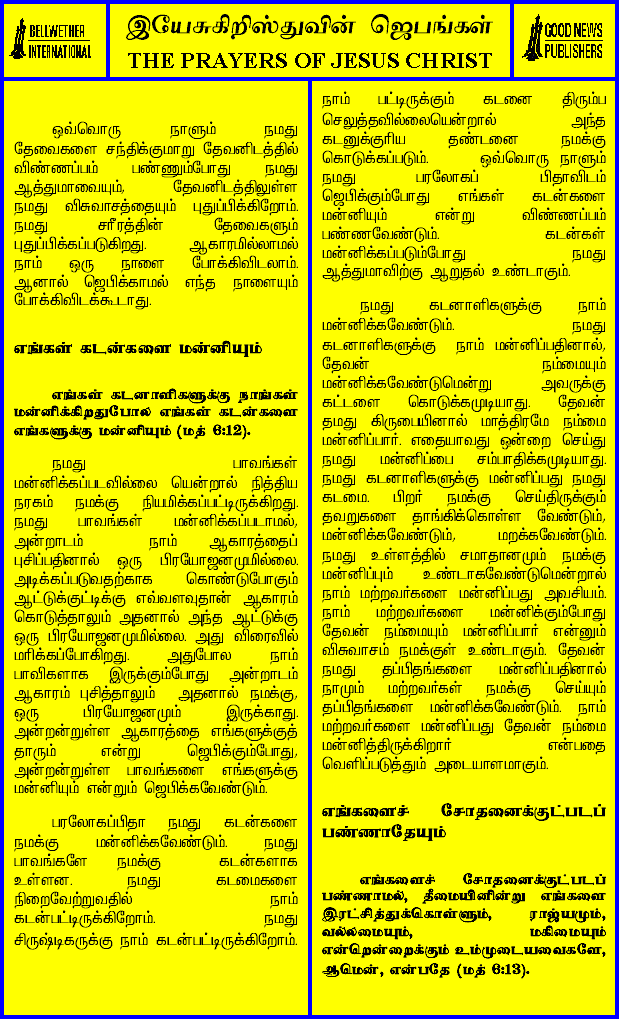 BELLWETHER
INTERNATIONAL
இயேசுகிறிஸ்துவின் ஜெபங்கள்
THE PRAYERS OF JESUS CHRIST
GOOD NEWS
PUBLISHERS
ஒவ்வொரு நாளும் நமது
தேவைகளை சந்திக்குமாறு தேவனிடத்தில்
விண்ணப்பம் பண்ணும்போது நமது
ஆத்துமாவையும், தேவனிடத்திலுள்ள
நமது விசுவாசத்தையும் புதுப்பிக்கிறோம்.
நமது சரீரத்தின் தேவைகளும்
புதுப்பிக்கப்படுகிறது. ஆகாரமில்லாமல்
நாம் ஒரு நாளை போக்கிவிடலாம்.
ஆனால் ஜெபிக்காமல் எந்த நாளையும்
போக்கிவிடக்கூடாது.
எங்கள் கடன்களை மன்னியும்
எங்கள் கடனாளிகளுக்கு நாங்கள்
மன்னிக்கிறதுபோல எங்கள் கடன்களை
எங்களுக்கு மன்னியும் (மத் 6:12).
நமது பாவங்கள்
மன்னிக்கப்படவில்லை யென்றால் நித்திய
நரகம் நமக்கு நியமிக்கப்பட்டிருக்கிறது.
நமது பாவங்கள் மன்னிக்கப்படாமல்,
அன்றாடம் நாம் ஆகாரத்தைப்
புசிப்பதினால் ஒரு பிரயோஜனமுமில்லை.
அடிக்கப்படுவதற்காக கொண்டுபோகும்
ஆட்டுக்குட்டிக்கு எவ்வளவுதான் ஆகாரம்
கொடுத்தாலும் அதனால் அந்த ஆட்டுக்கு
ஒரு பிரயோஜனமுமில்லை. அது விரைவில்
மரிக்கப்போகிறது. அதுபோல நாம்
பாவிகளாக இருக்கும்போது அன்றாடம்
ஆகாரம் புசித்தாலும் அதனால் நமக்கு,
ஒரு பிரயோஜனமும் இருக்காது.
அன்றன்றுள்ள ஆகாரத்தை எங்களுக்குத்
தாரும் என்று ஜெபிக்கும்போது,
அன்றன்றுள்ள பாவங்களை எங்களுக்கு
மன்னியும் என்றும் ஜெபிக்கவேண்டும்.
பரலோகப்பிதா நமது கடன்களை
நமக்கு மன்னிக்கவேண்டும். நமது
பாவங்களே நமக்கு கடன்களாக
உள்ளன. நமது கடமைகளை
நிறைவேற்றுவதில் நாம்
கடன்பட்டிருக்கிறோம். நமது
சிருஷ்டிகருக்கு நாம் கடன்பட்டிருக்கிறோம்.
நாம் பட்டிருக்கும் கடனை திரும்ப
செலுத்தவில்லையென்றால் அந்த
கடனுக்குரிய தண்டனை நமக்கு
கொடுக்கப்படும். ஒவ்வொரு நாளும்
நமது பரலோகப் பிதாவிடம்
ஜெபிக்கும்போது எங்கள் கடன்களை
மன்னியும் என்று விண்ணப்பம்
பண்ணவேண்டும். கடன்கள்
மன்னிக்கப்படும்போது நமது
ஆத்துமாவிற்கு ஆறுதல் உண்டாகும்.
நமது கடனாளிகளுக்கு நாம்
மன்னிக்கவேண்டும். நமது
கடனாளிகளுக்கு நாம் மன்னிப்பதினால்,
தேவன் நம்மையும்
மன்னிக்கவேண்டுமென்று அவருக்கு
கட்டளை கொடுக்கமுடியாது. தேவன்
தமது கிருபையினால் மாத்திரமே நம்மை
மன்னிப்பார். எதையாவது ஒன்றை செய்து
நமது மன்னிப்பை சம்பாதிக்கமுடியாது.
நமது கடனாளிகளுக்கு மன்னிப்பது நமது
கடமை. பிறர் நமக்கு செய்திருக்கும்
தவறுகளை தாங்கிக்கொள்ள வேண்டும்,
மன்னிக்கவேண்டும், மறக்கவேண்டும்.
நமது உள்ளத்தில் சமாதானமும் நமக்கு
மன்னிப்பும் உண்டாகவேண்டுமென்றால்
நாம் மற்றவர்களை மன்னிப்பது அவசியம்.
நாம் மற்றவர்களை மன்னிக்கும்போது
தேவன் நம்மையும் மன்னிப்பார் என்னும்
விசுவாசம் நமக்குள் உண்டாகும். தேவன்
நமது தப்பிதங்களை மன்னிப்பதினால்
நாமும் மற்றவர்கள் நமக்கு செய்யும்
தப்பிதங்களை மன்னிக்கவேண்டும். நாம்
மற்றவர்களை மன்னிப்பது தேவன் நம்மை
மன்னித்திருக்கிறார் என்பதை
வெளிப்படுத்தும் அடையாளமாகும்.
எங்களைச் சோதனைக்குட்படப்
பண்ணாதேயும்
எங்களைச் சோதனைக்குட்படப்
பண்ணாமல், தீமையினின்று எங்களை
இரட்சித்துக்கொள்ளும், ராஜ்யமும்,
வல்லமையும், மகிமையும்
என்றென்றைக்கும் உம்முடையவைகளே,
ஆமென், என்பதே (மத் 6:13).